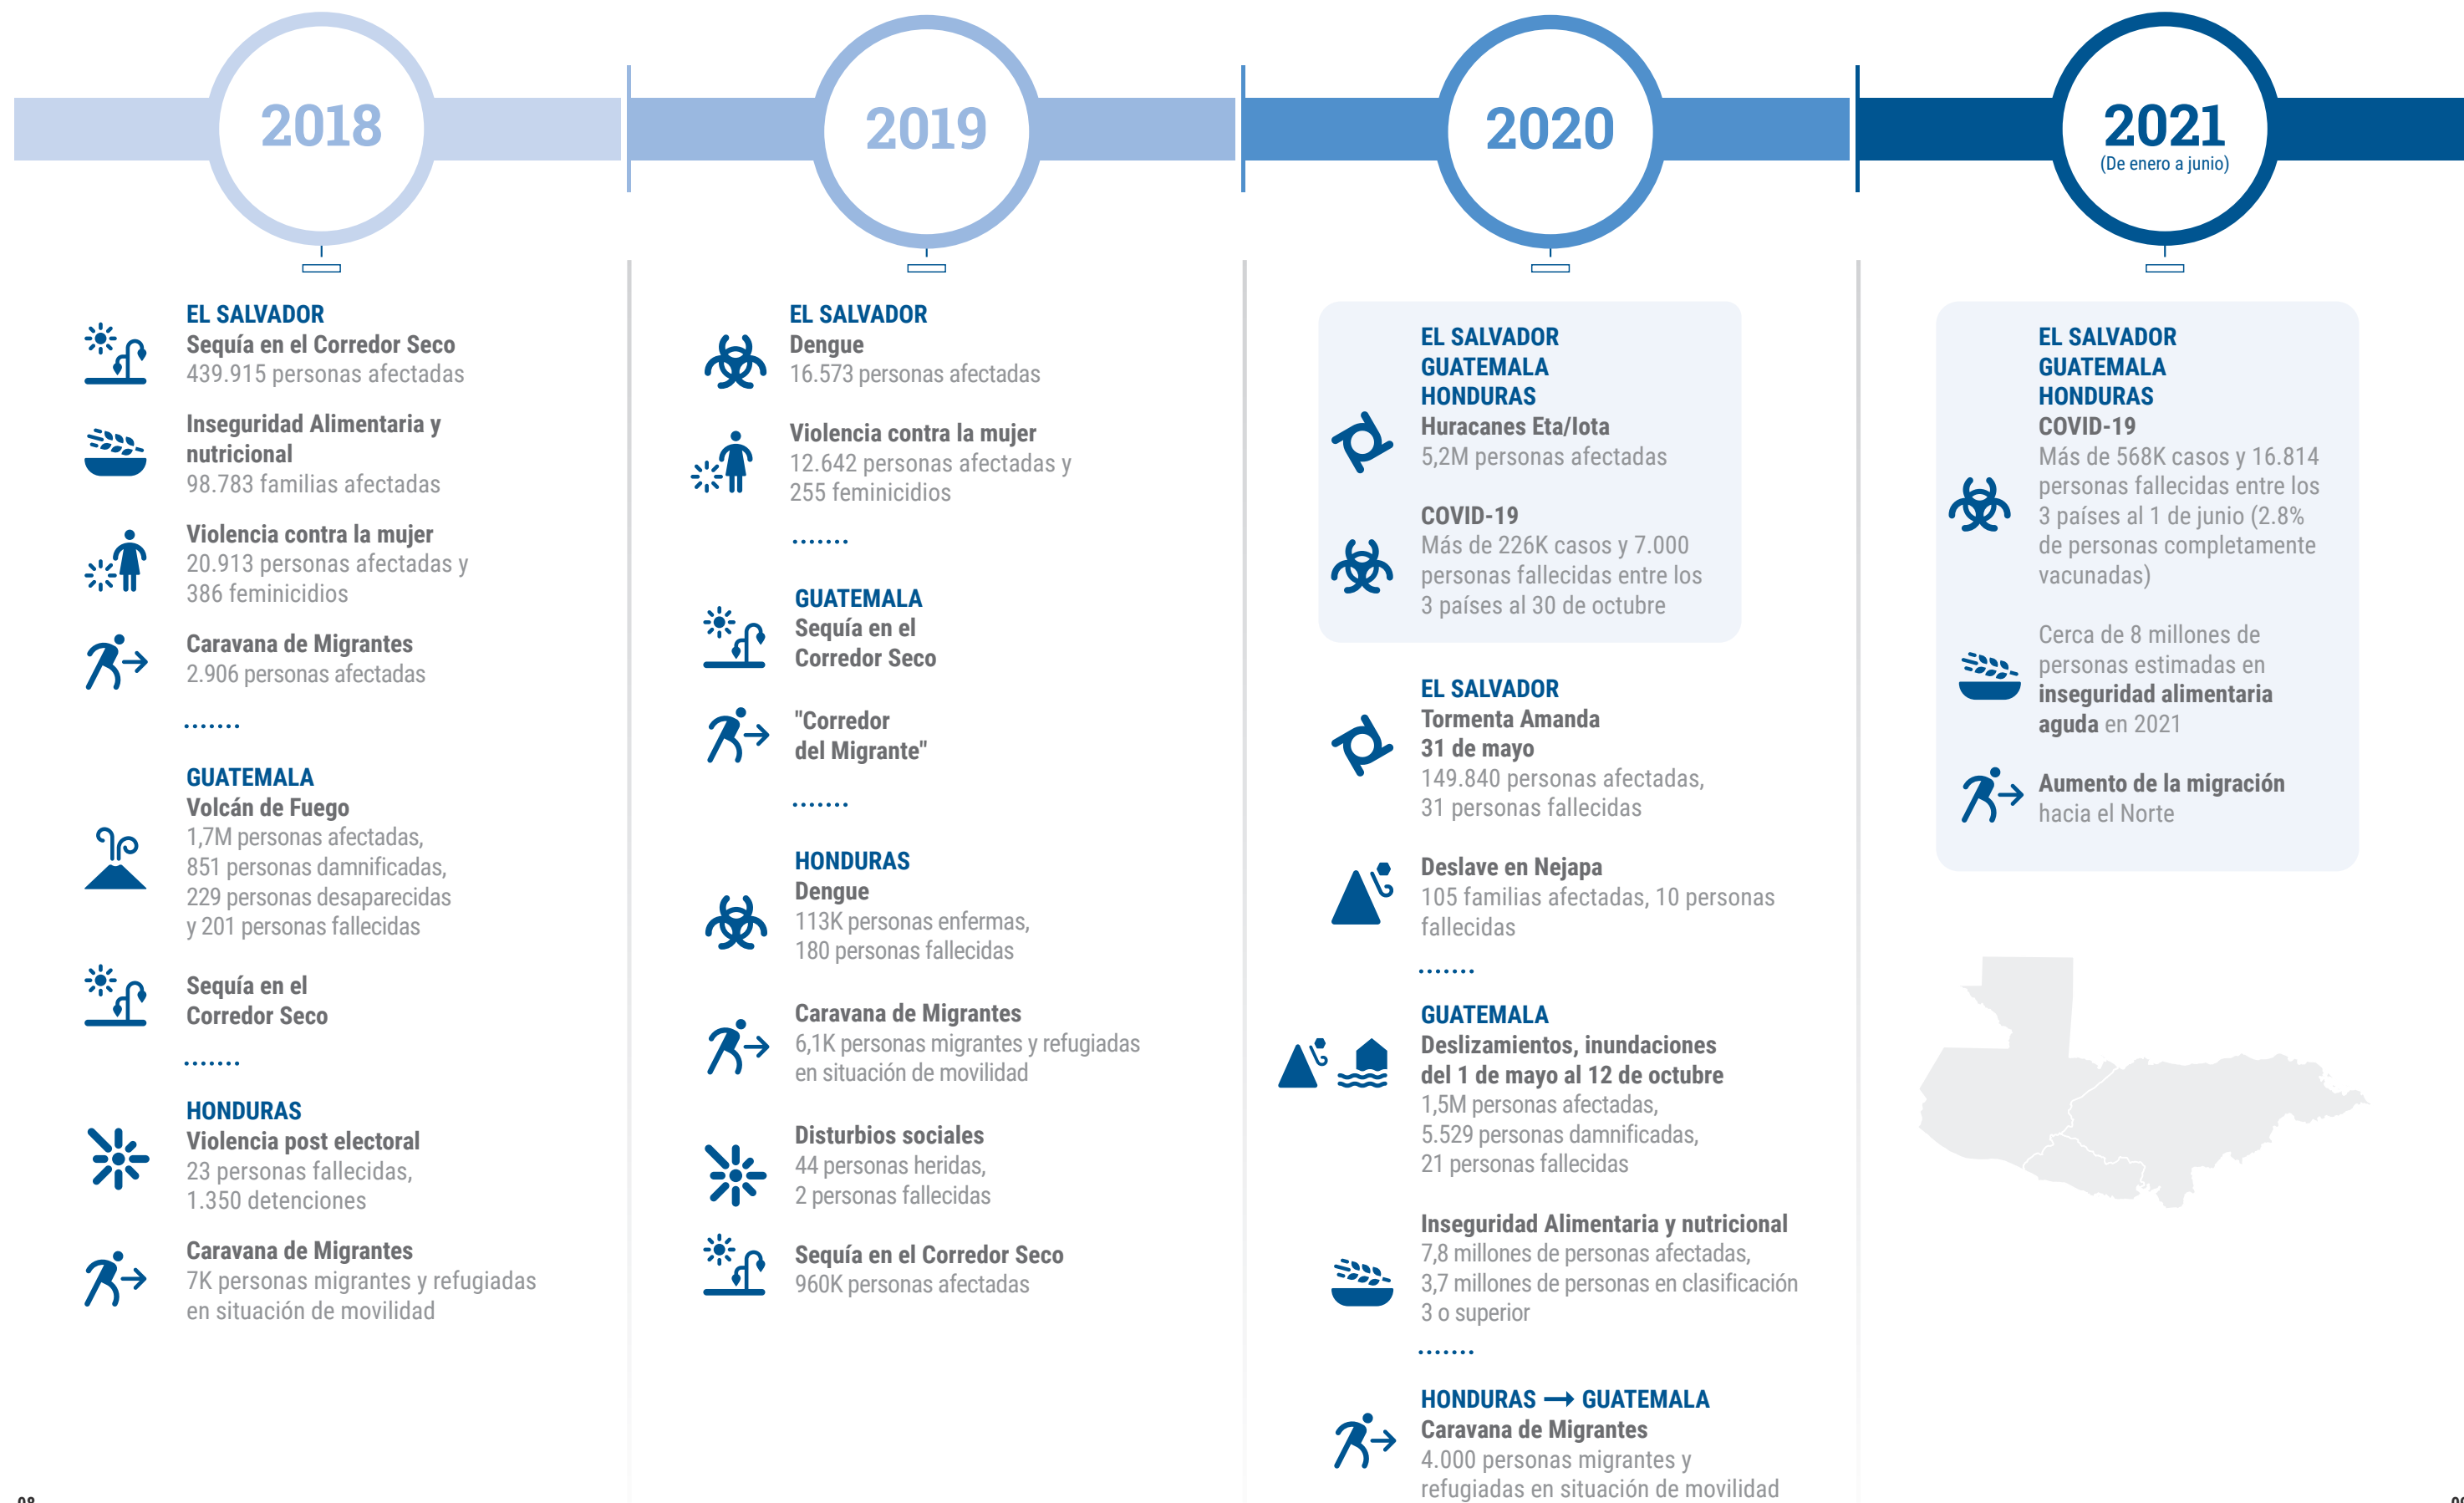 2018
EL SALVADOR
Sequía en el Corredor Seco
439.915 personas afectadas
Inseguridad Alimentaria y
nutricional
98.783 familias afectadas
Violencia contra la mujer
20.913 personas afectadas y
386 feminicidios
Caravana de Migrantes
2.906 personas afectadas
.......
GUATEMALA
Volcán de Fuego
1,7M personas afectadas,
851 personas damnificadas,
229 personas desaparecidas
y 201 personas fallecidas
Sequía en el
Corredor Seco
.......
HONDURAS
Violencia post electoral
23 personas fallecidas,
1.350 detenciones
Caravana de Migrantes
7K personas migrantes y refugiadas
en situación de movilidad
2019
EL SALVADOR
Dengue
16.573 personas afectadas
Violencia contra la mujer
12.642 personas afectadas y
255 feminicidios
.......
GUATEMALA
Sequía en el
Corredor Seco
"Corredor
del Migrante"
.......
HONDURAS
Dengue
113K personas enfermas,
180 personas fallecidas
Caravana de Migrantes
6,1K personas migrantes y refugiadas
en situación de movilidad
Disturbios sociales
44 personas heridas,
2 personas fallecidas
Sequía en el Corredor Seco
960K personas afectadas
2020
EL SALVADOR
GUATEMALA
HONDURAS
Huracanes Eta/Iota
5,2M personas afectadas
COVID-19
Más de 226K casos y 7.000
personas fallecidas entre los
3 países al 30 de octubre
EL SALVADOR
Tormenta Amanda
31 de mayo
149.840 personas afectadas,
31 personas fallecidas
Deslave en Nejapa
105 familias afectadas, 10 personas
fallecidas
.......
GUATEMALA
Deslizamientos, inundaciones
del 1 de mayo al 12 de octubre
1,5M personas afectadas,
5.529 personas damnificadas,
21 personas fallecidas
Inseguridad Alimentaria y nutricional
7,8 millones de personas afectadas,
3,7 millones de personas en clasificación
3 o superior
.......
HONDURAS → GUATEMALA
Caravana de Migrantes
4.000 personas migrantes y
refugiadas en situación de movilidad
2021
(De enero a junio)
EL SALVADOR
GUATEMALA
HONDURAS
COVID-19
Más de 568K casos y 16.814
personas fallecidas entre los
3 países al 1 de junio (2.8%
de personas completamente
vacunadas)
Cerca de 8 millones de
personas estimadas en
inseguridad alimentaria
aguda en 2021
Aumento de la migración
hacia el Norte